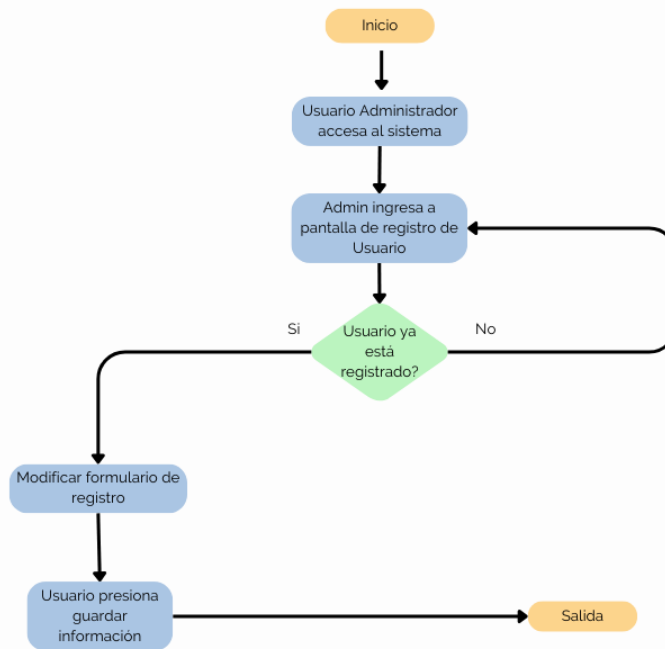 Inicio
Usuario Administrador
accesa al sistema
Admin ingresa a
pantalla de registro de
Usuario
Si
Usuario ya
está
registrado?
No
Modificar formulario de
registro
Usuario presiona
guardar
información
Salida